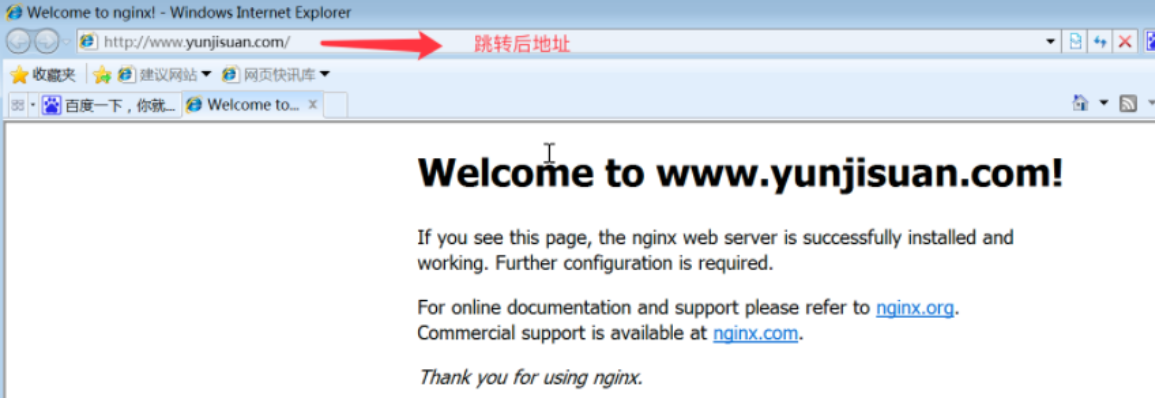 Welcome to nginx! - Windows Internet Explorer
http://www.yunjisuan.com/ 跳转后地址
收藏夹 建议网站 网页快讯库
百度一下，你就... Welcome to... x
Welcome to www.yunjisuan.com!
If you see this page, the nginx web server is successfully installed and
working. Further configuration is required.
For online documentation and support please refer to nginx.org.
Commercial support is available at nginx.com.
Thank you for using nginx.